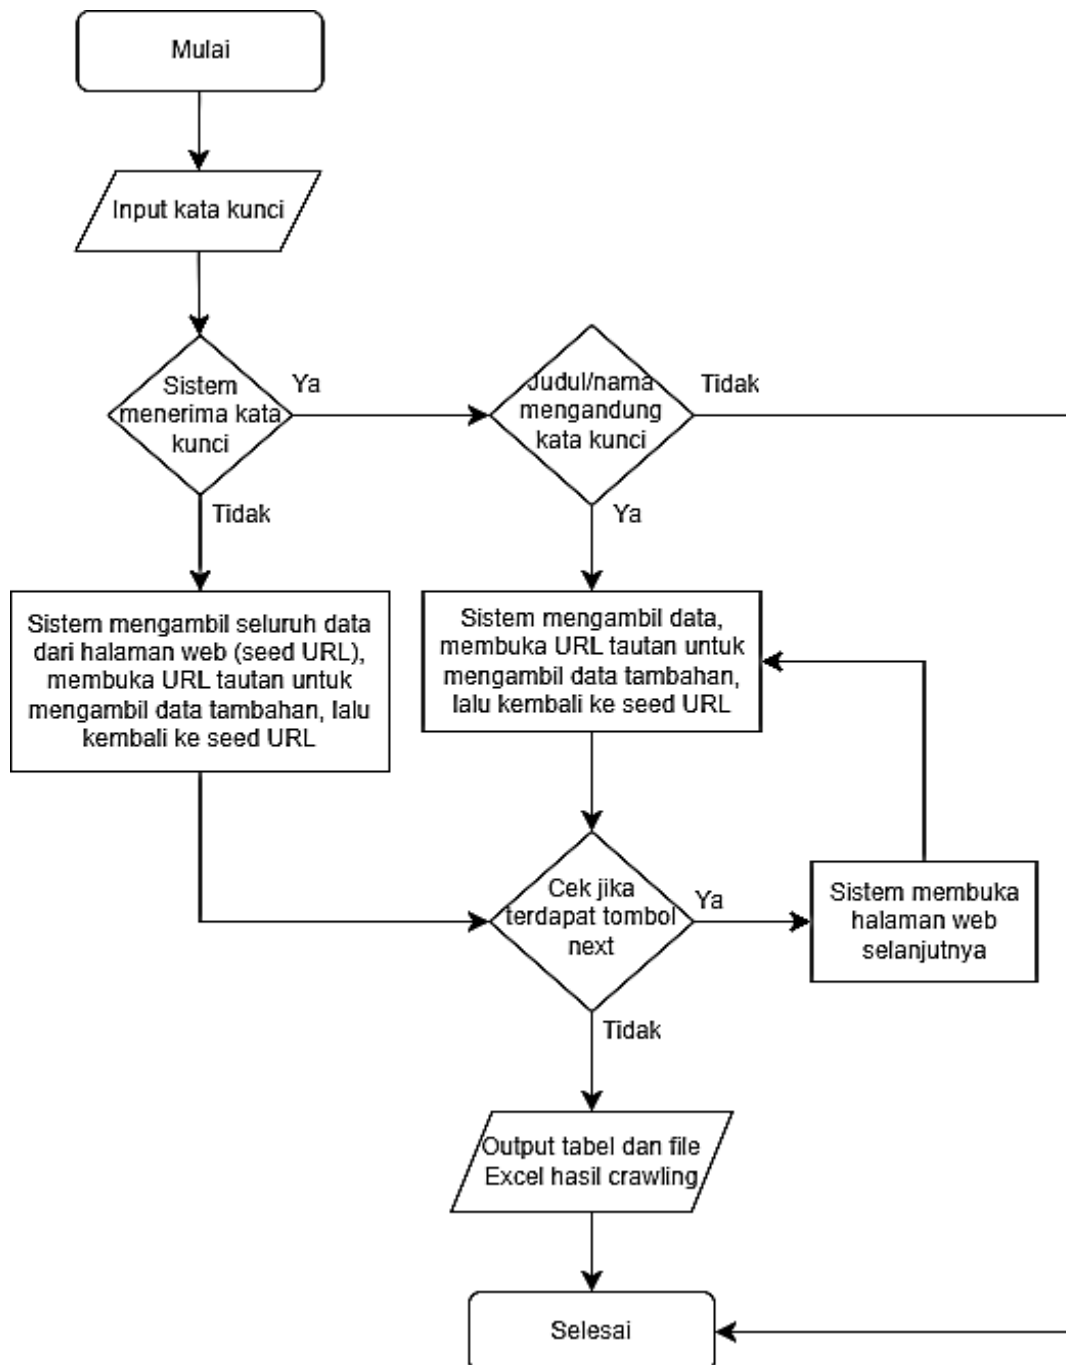 Mulai
Input kata kunci
Sistem
menerima kata
kunci
Ya
Judul/nama
mengandung
kata kunci
Tidak
Tidak
Ya
Sistem mengambil seluruh data
dari halaman web (seed URL),
membuka URL tautan untuk
mengambil data tambahan, lalu
kembali ke seed URL
Sistem mengambil data,
membuka URL tautan untuk
mengambil data tambahan,
lalu kembali ke seed URL
Cek jika
terdapat tombol
next
Ya
Sistem membuka
halaman web
selanjutnya
Tidak
Output tabel dan file
Excel hasil crawling
Selesai